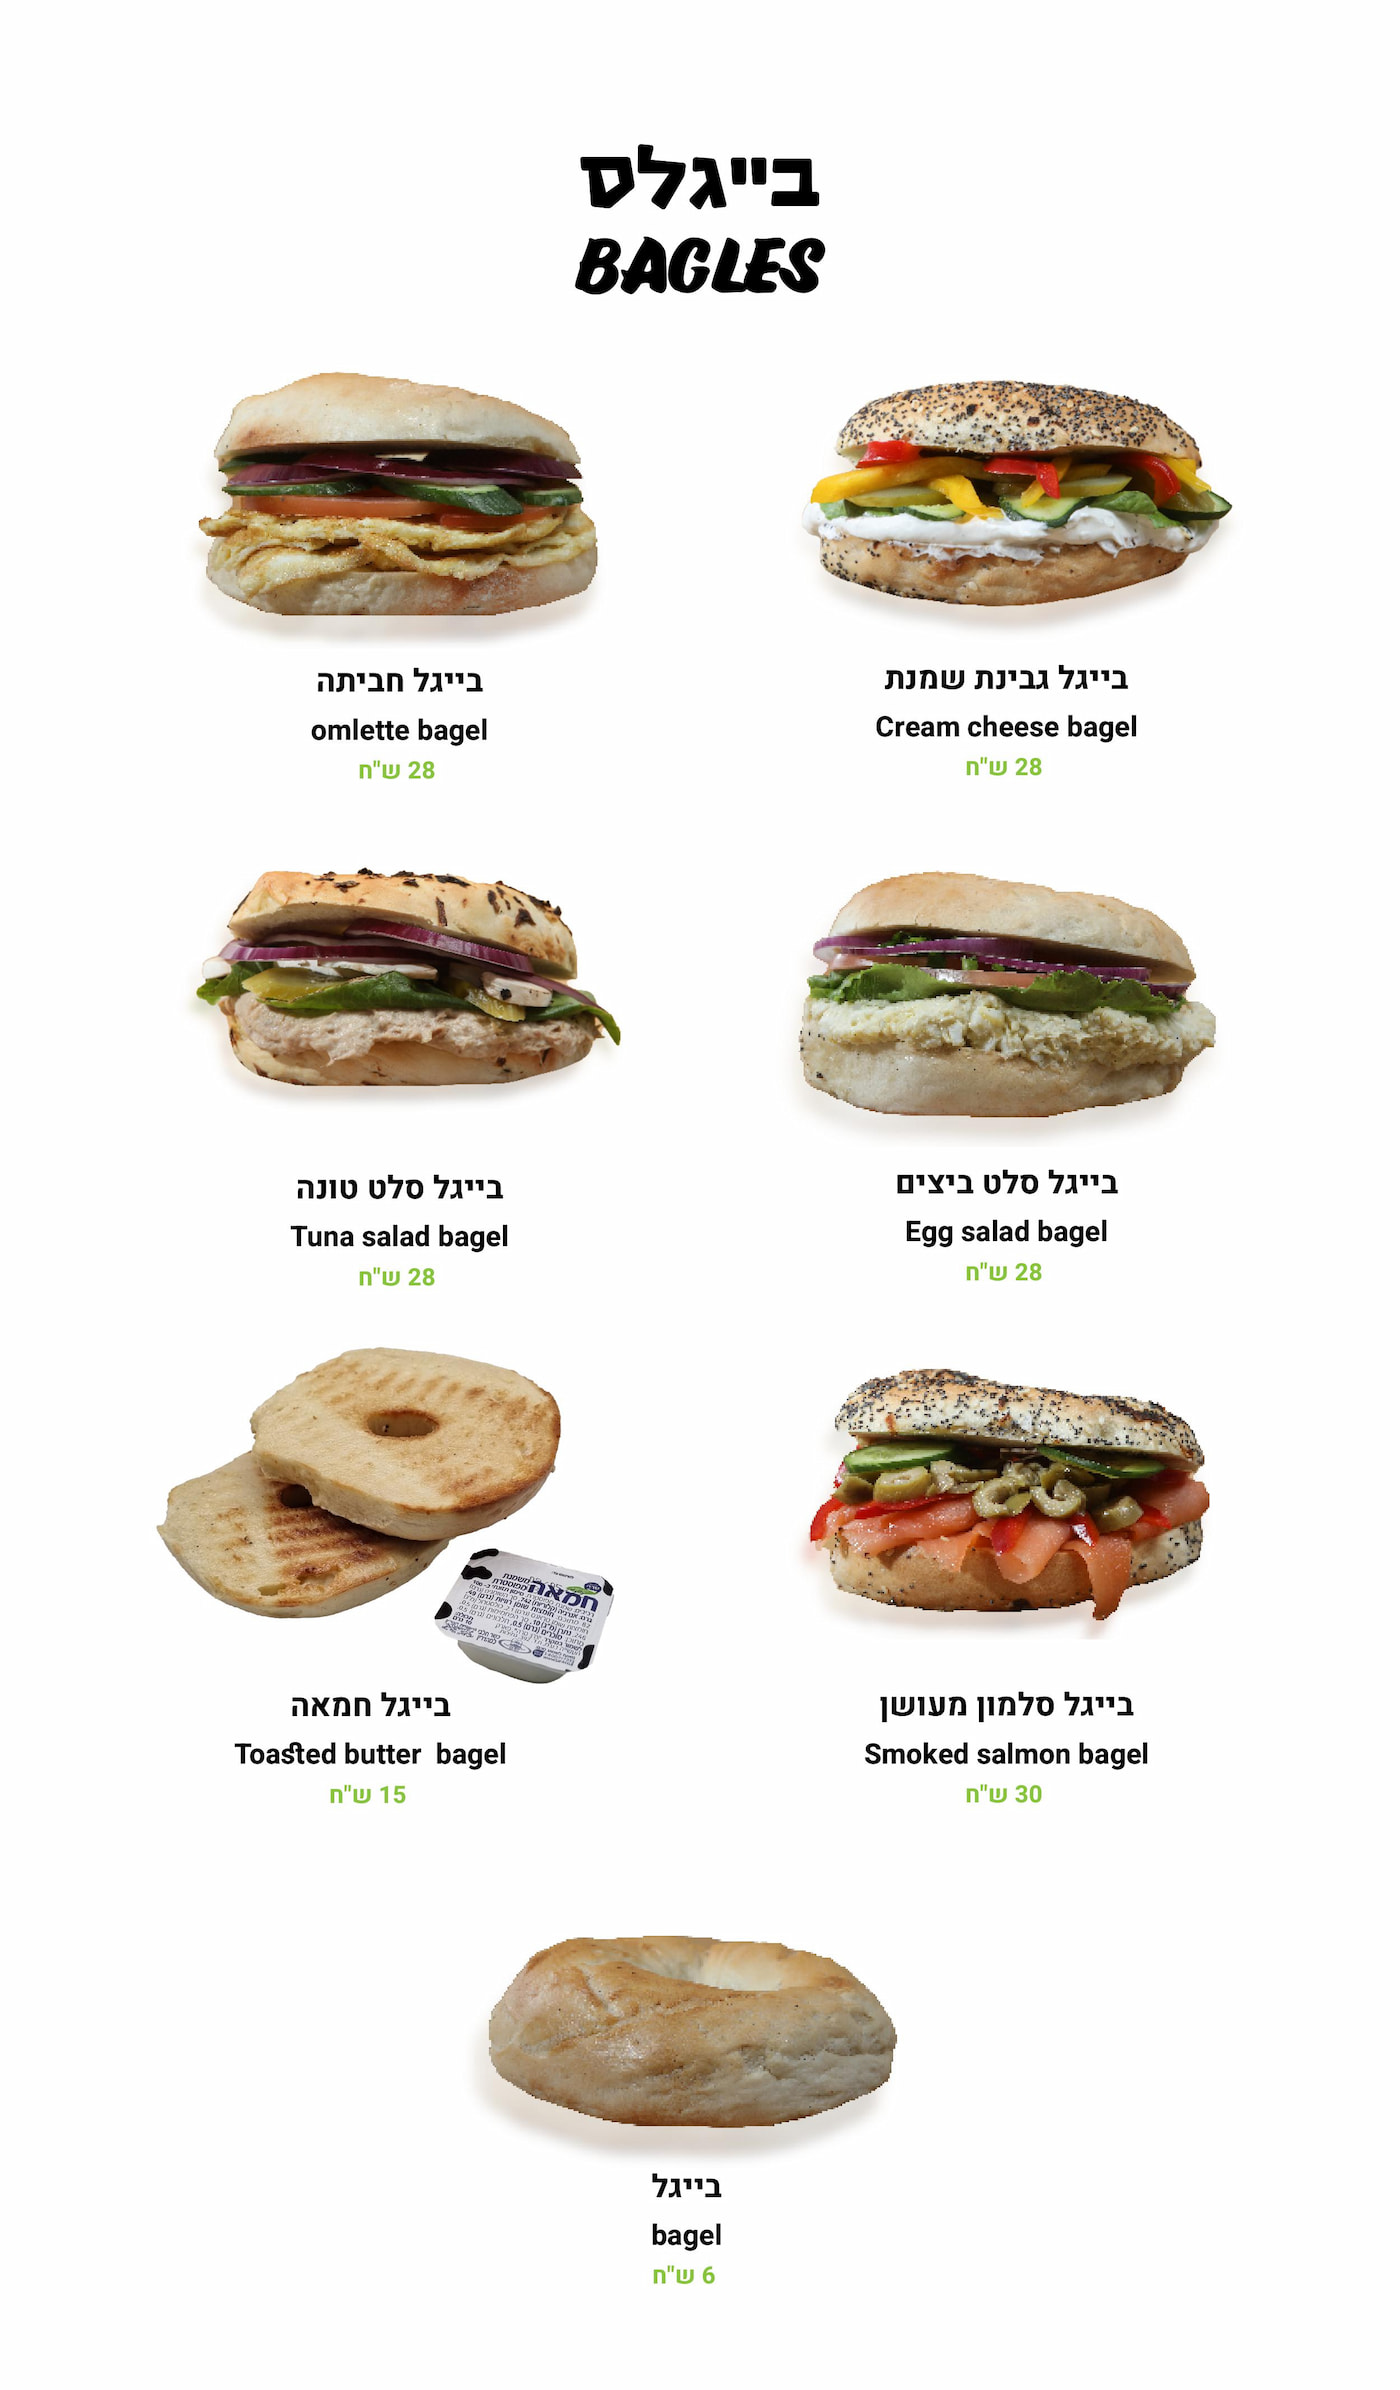 בייגלס
BAGLES
בייגל חביתה
omlette bagel
28 ש"ח
בייגל גבינת שמנת
Cream cheese bagel
28 ש"ח
בייגל סלט טונה
Tuna salad bagel
28 ש"ח
בייגל סלט ביצים
Egg salad bagel
28 ש"ח
חמאה
בייגל חמאה
Toasted butter  bagel
15 ש"ח
בייגל סלמון מעושן
Smoked salmon bagel
30 ש"ח
בייגל
bagel
6 ש"ח